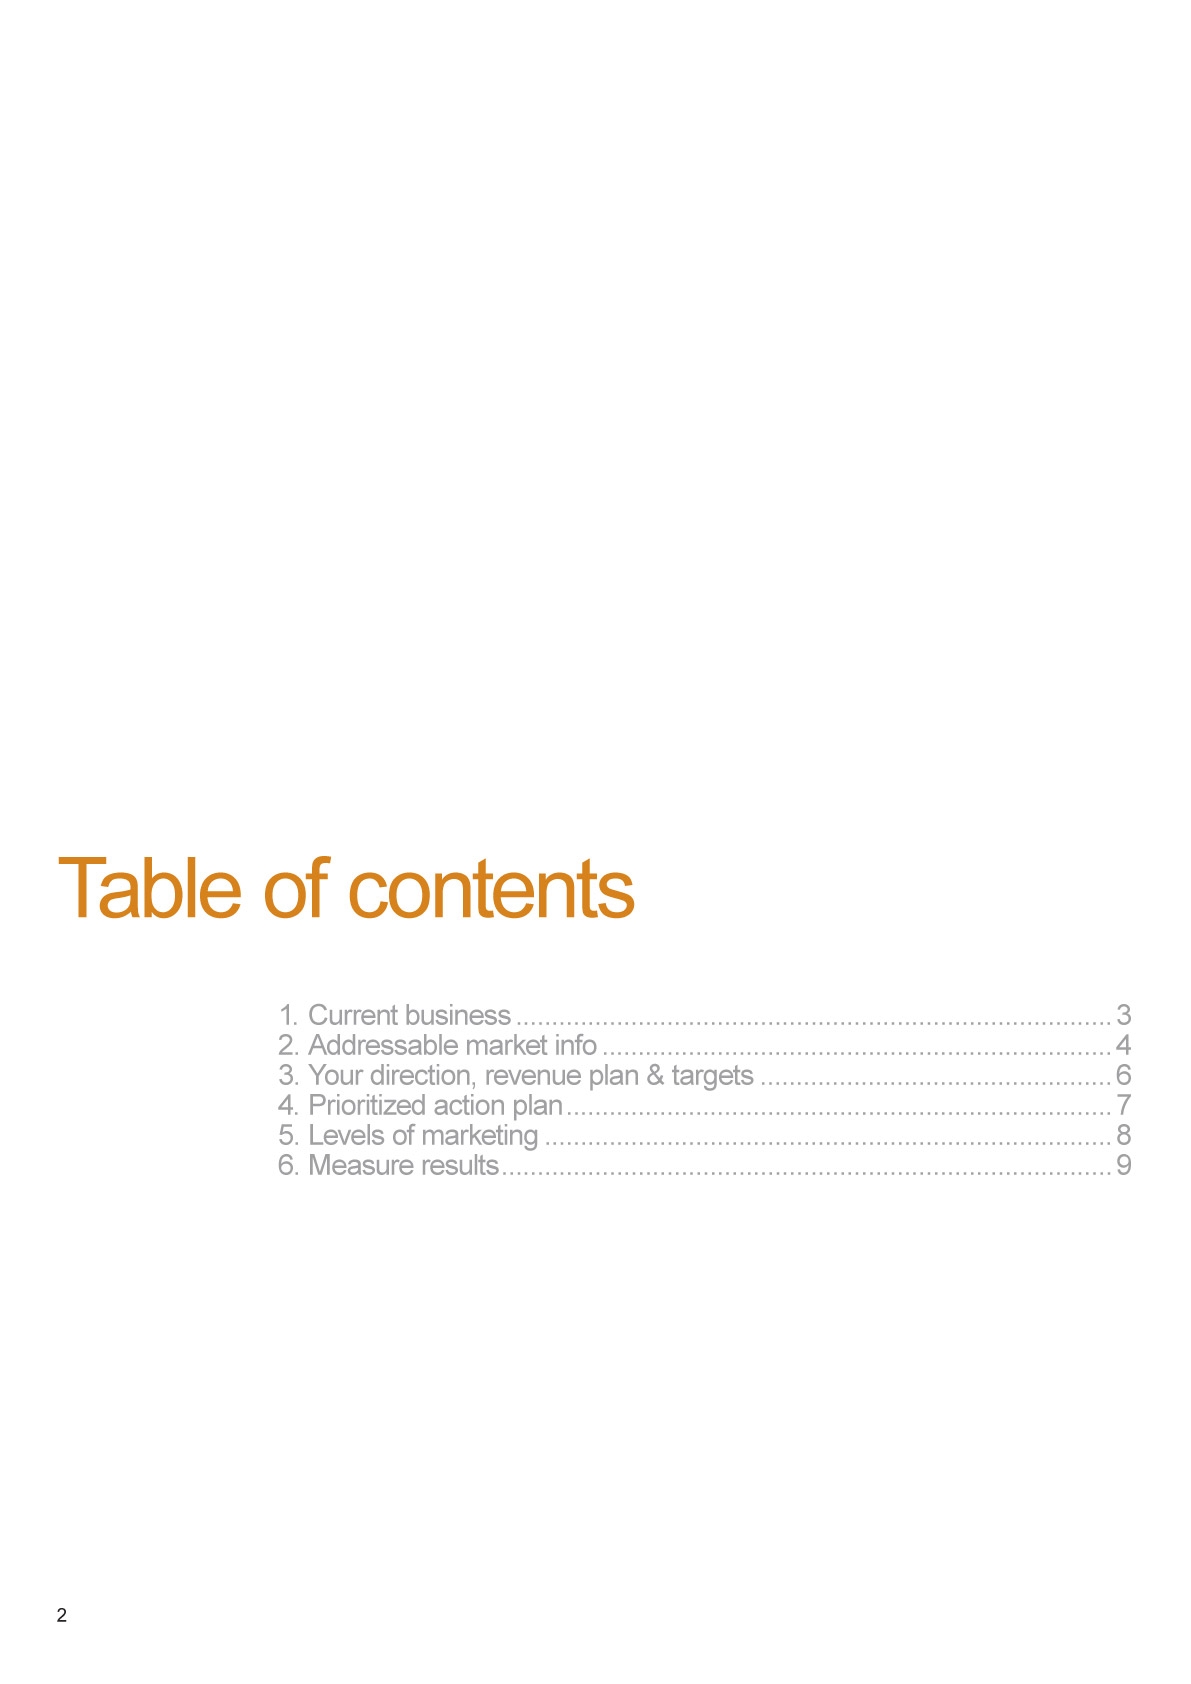 Table of contents
1. Current business ................................................................................... 3
2. Addressable market info ....................................................................... 4
3. Your direction, revenue plan & targets ................................................. 6
4. Prioritized action plan............................................................................ 7
5. Levels of marketing ............................................................................... 8
6. Measure results..................................................................................... 9
2